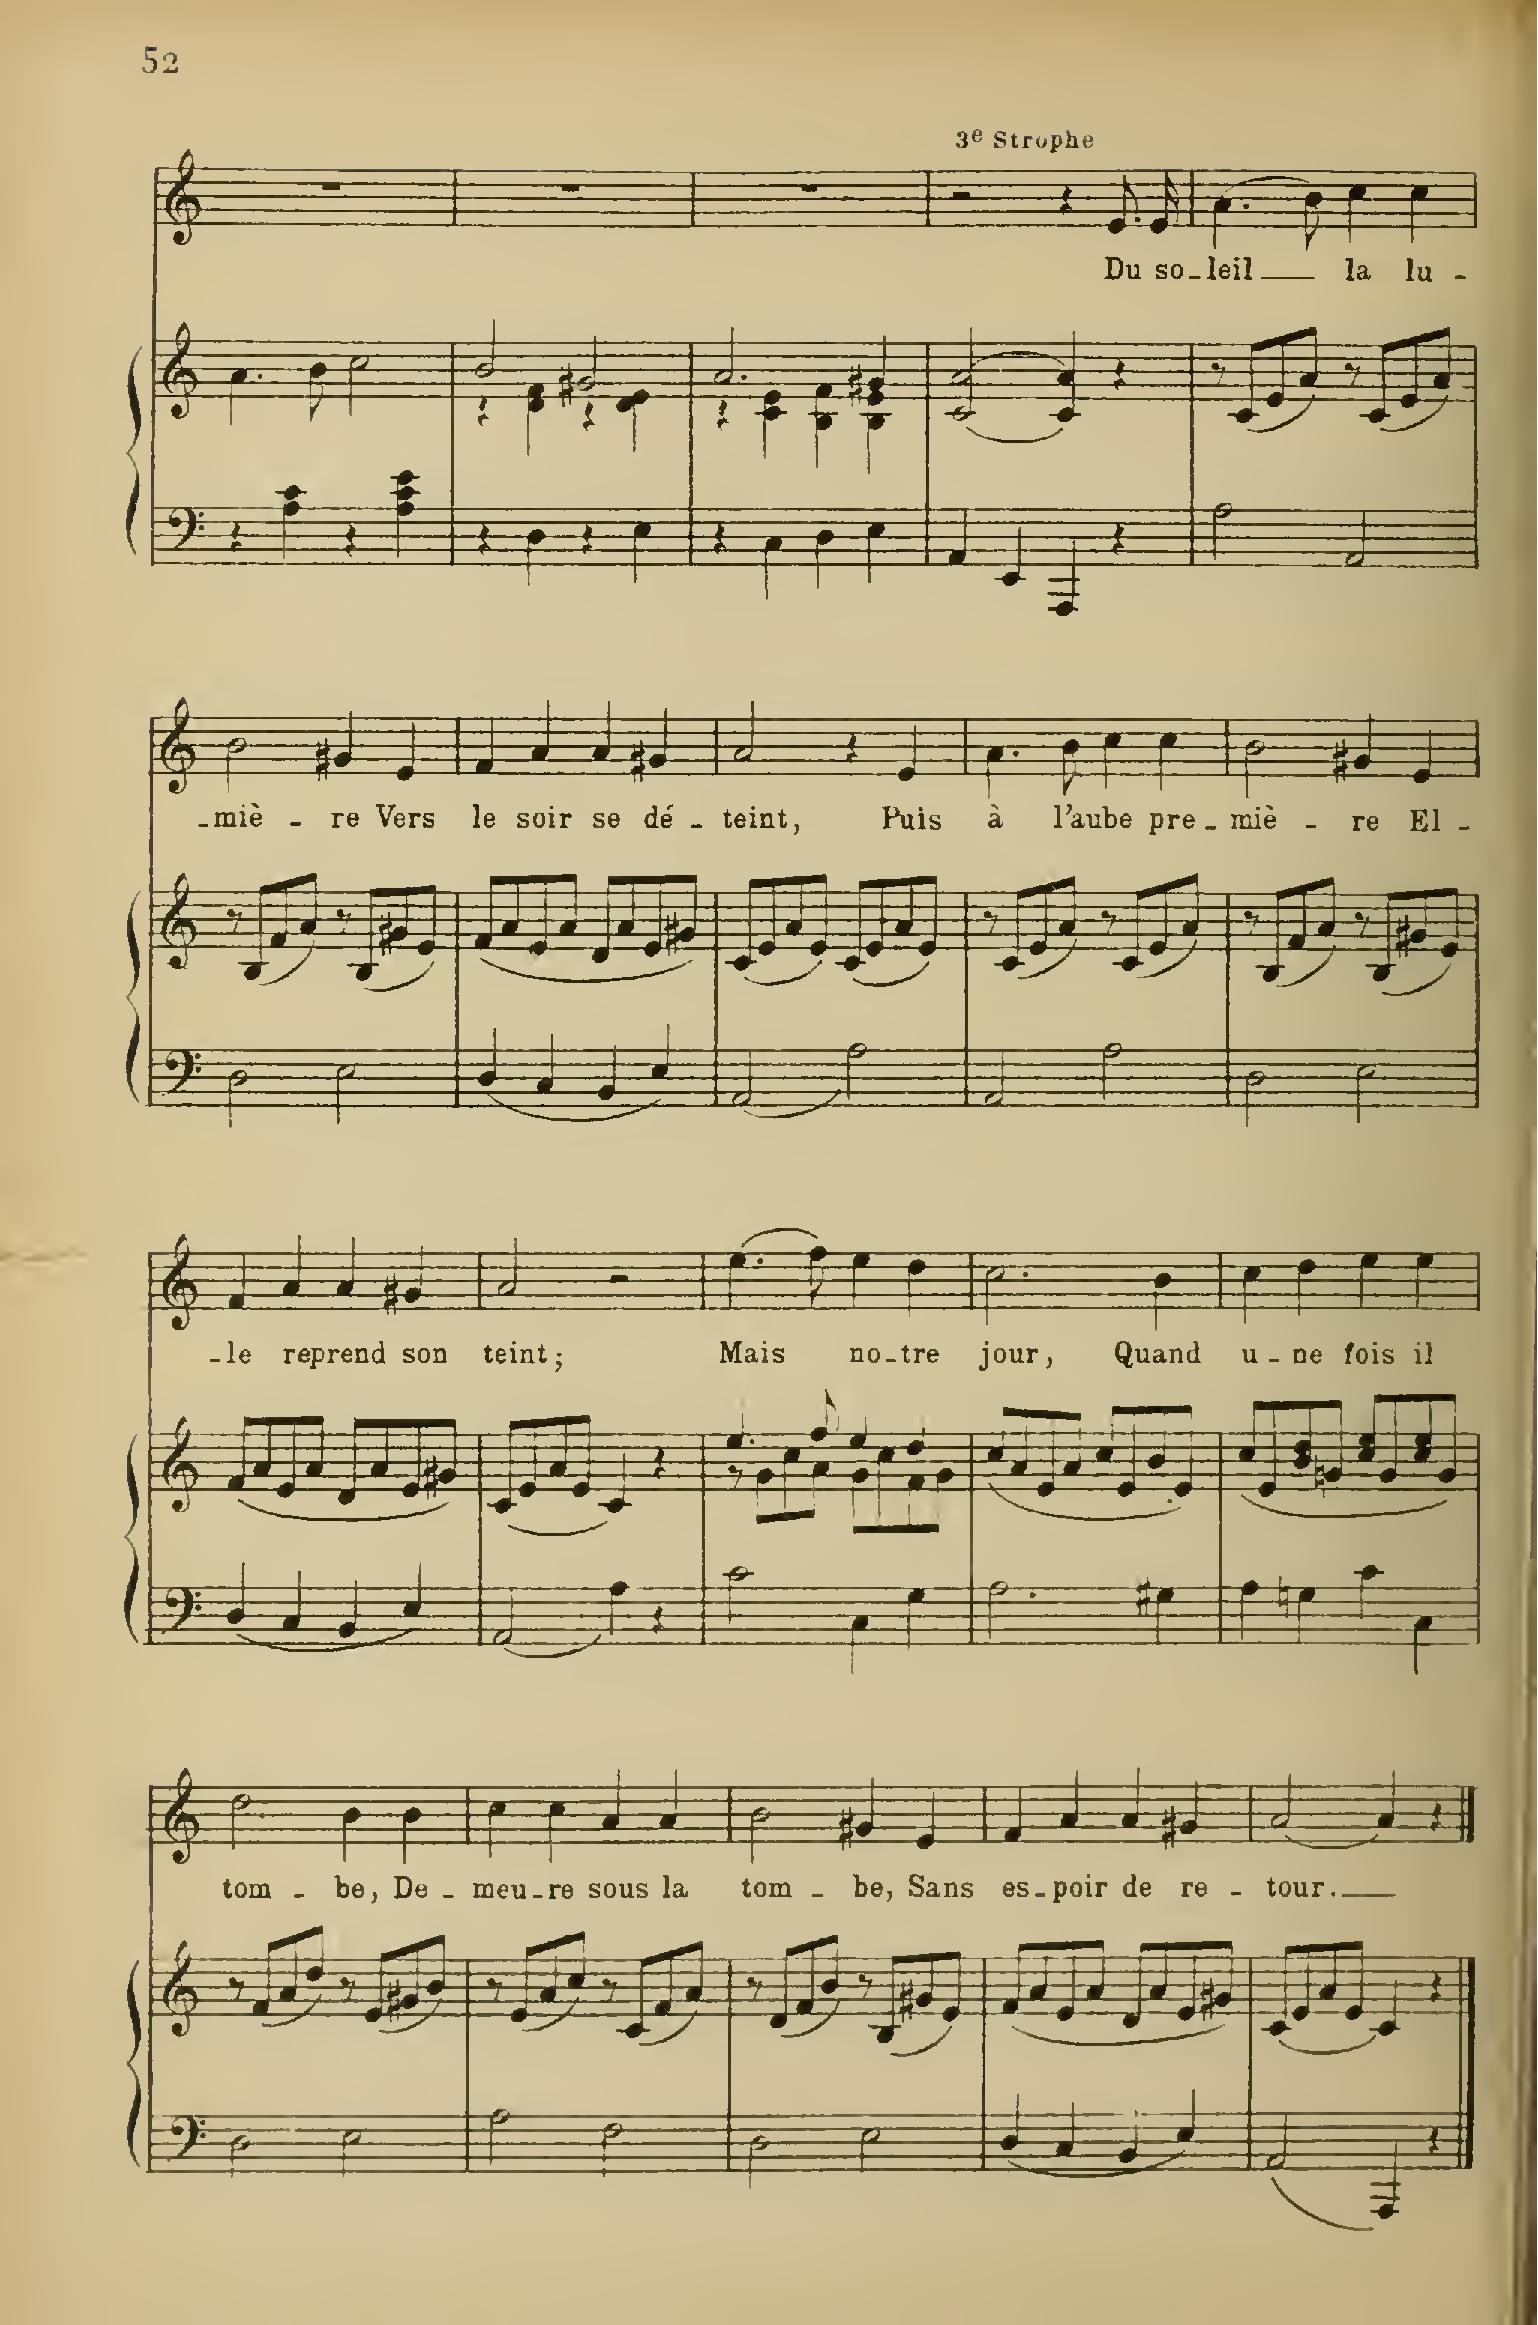 52
3e Strophe
Du so_leil ___ la lu -
_miè - re Vers le soir se dé - teint, Puis à l'aube pre_miè - re El -
_le reprend son teint; Mais no_tre jour, Quand u - ne fois il
tom - be, De - meu_re sous la tom - be, Sans es_poir de re - tour.___